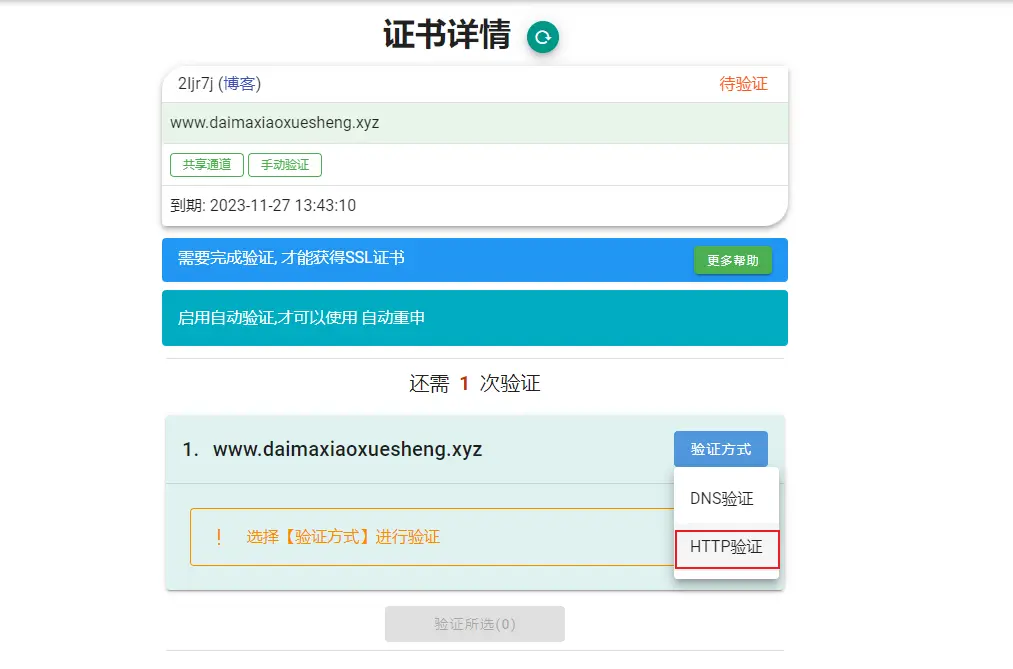 证书详情
2ljr7j (博客) 待验证
www.daimaxiaoxuesheng.xyz
共享通道 手动验证
到期: 2023-11-27 13:43:10
需要完成验证, 才能获得SSL证书 更多帮助
启用自动验证,才可以使用 自动重申
还需 1 次验证
1. www.daimaxiaoxuesheng.xyz 验证方式
DNS验证
! 选择【验证方式】进行验证
HTTP验证
验证所选(0)